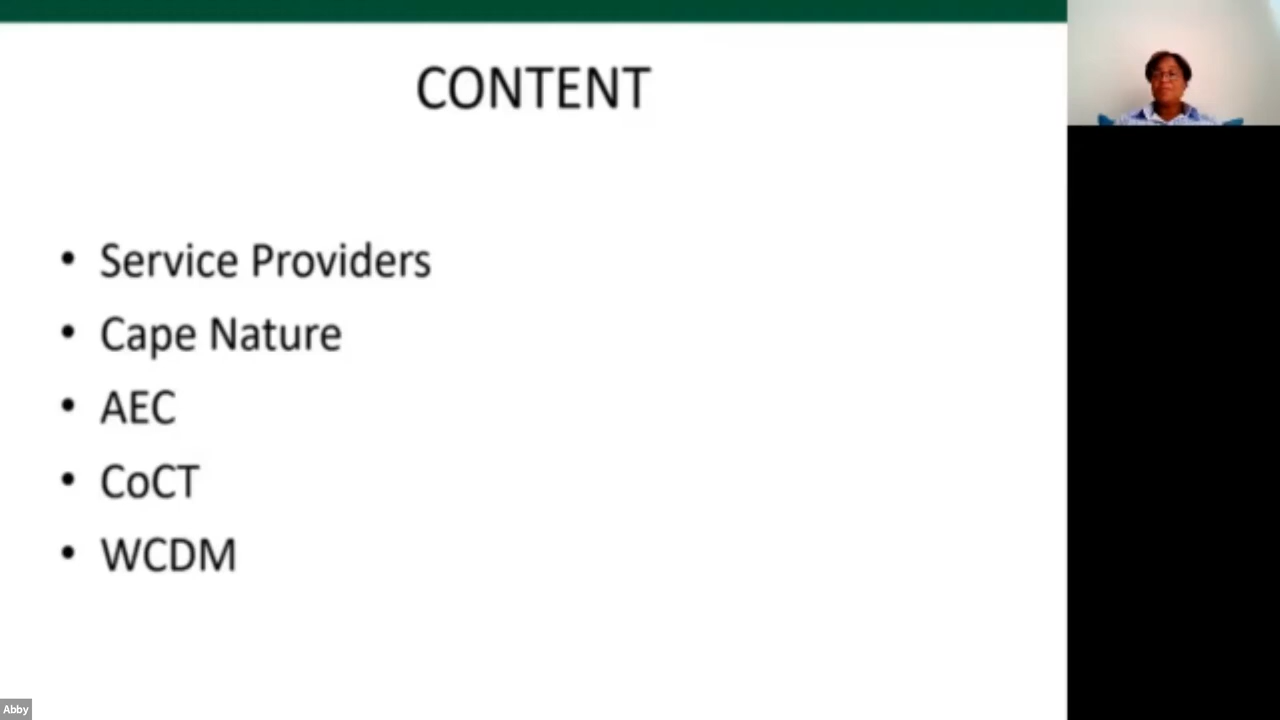 CONTENT
• Service Providers
• Cape Nature
• AEC
• CoCT
• WCDM
Abby